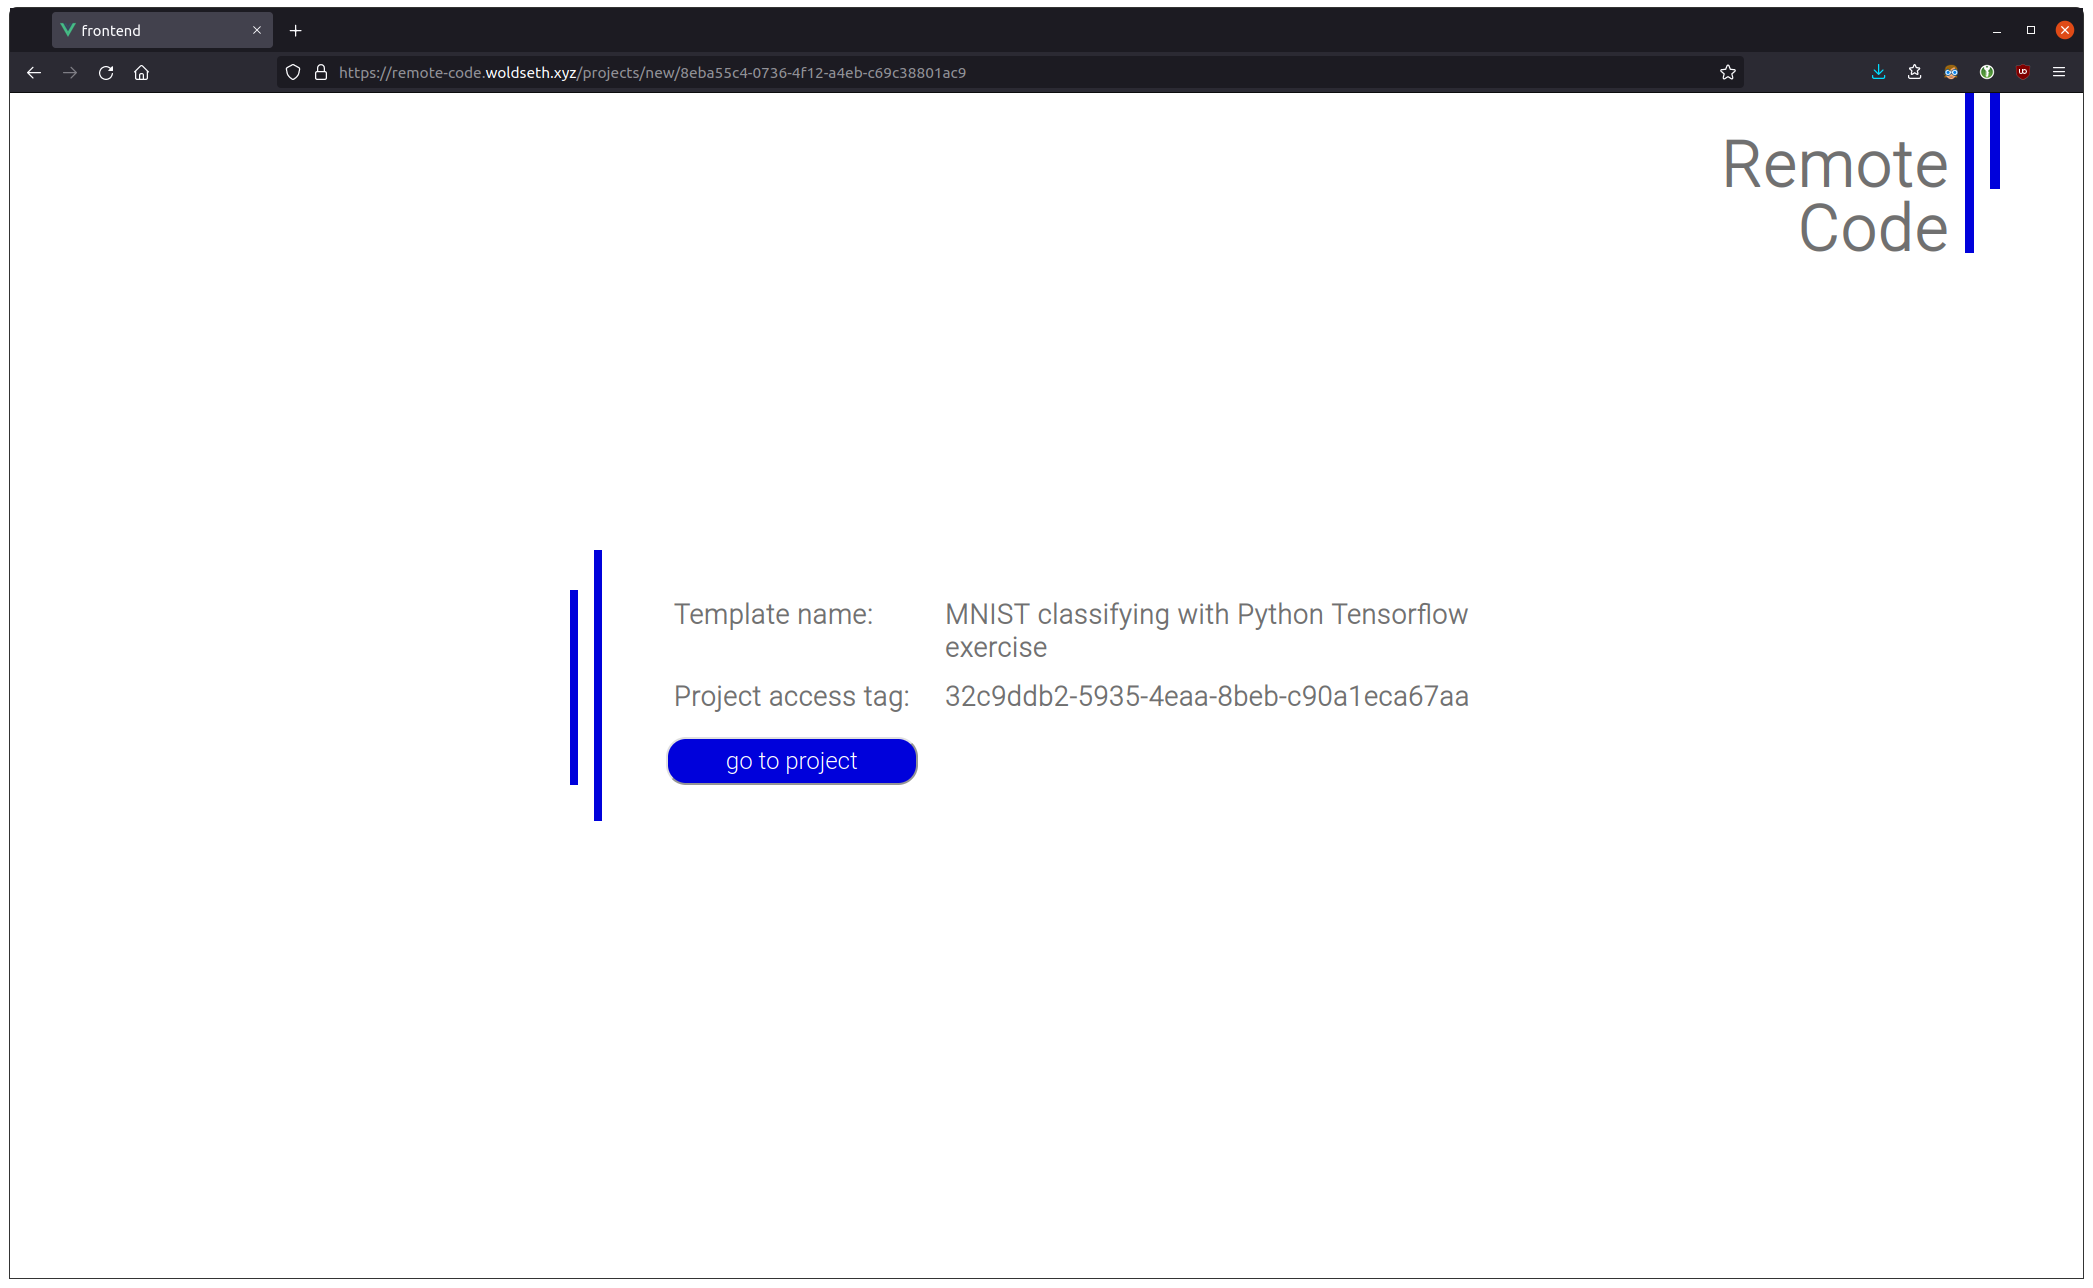 frontend
https://remote-code.woldseth.xyz/projects/new/8eba55c4-0736-4f12-a4eb-c69c38801ac9
Remote
Code
Template name: MNIST classifying with Python Tensorflow
exercise
Project access tag: 32c9ddb2-5935-4eaa-8beb-c90a1eca67aa
go to project